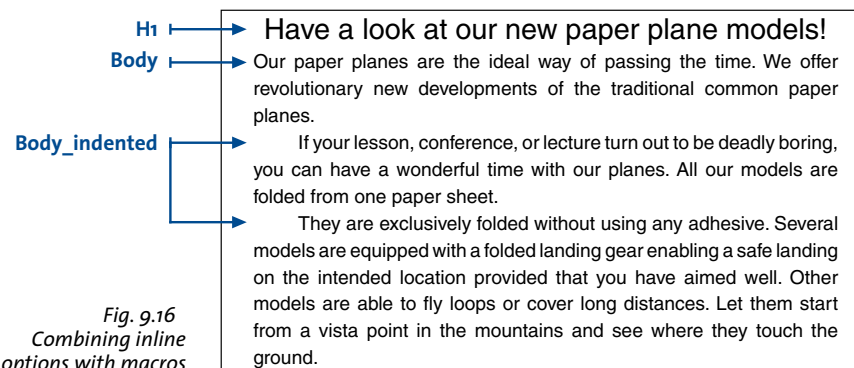 H1
Have a look at our new paper plane models!
Body
Our paper planes are the ideal way of passing the time. We offer
revolutionary new developments of the traditional common paper
planes.
Body_indented
If your lesson, conference, or lecture turn out to be deadly boring,
you can have a wonderful time with our planes. All our models are
folded from one paper sheet.
They are exclusively folded without using any adhesive. Several
models are equipped with a folded landing gear enabling a safe landing
on the intended location provided that you have aimed well. Other
models are able to fly loops or cover long distances. Let them start
from a vista point in the mountains and see where they touch the
ground.
Fig. 9.16
Combining inline
options with macros